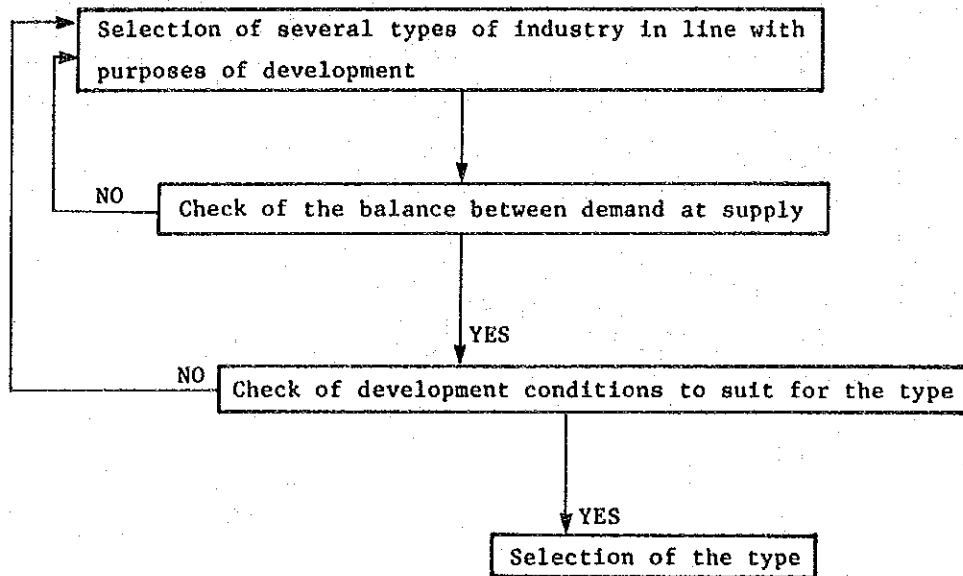 Selection of several types of industry in line with
purposes of development
NO
Check of the balance between demand at supply
YES
NO
Check of development conditions to suit for the type
YES
Selection of the type